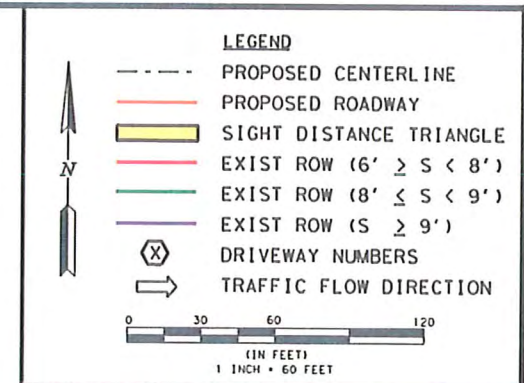 LEGEND
PROPOSED CENTERLINE
PROPOSED ROADWAY
SIGHT DISTANCE TRIANGLE
N
EXIST ROW (6' ≥ S < 8')
EXIST ROW (8' ≤ S < 9')
EXIST ROW (S ≥ 9')
X DRIVEWAY NUMBERS
TRAFFIC FLOW DIRECTION
0 30 60 120
(IN FEET)
1 INCH = 60 FEET